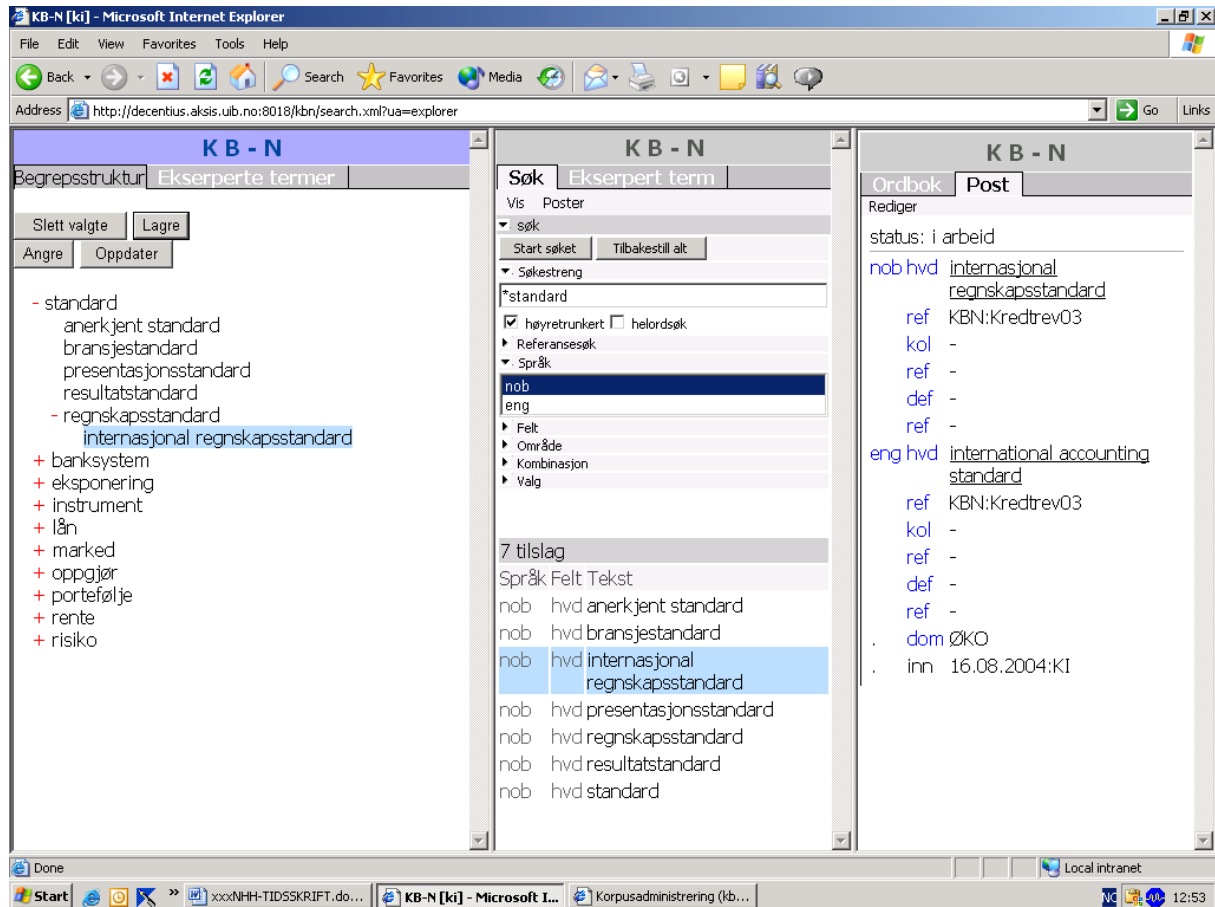 KB-N [ki] - Microsoft Internet Explorer
File Edit View Favorites Tools Help
Back Search Favorites Media
Address http://decentius.aksis.uib.no:8018/kbn/search.xml?ua=explorer Go Links
KB-N
Begrepsstruktur Ekserperte termer
Slett valgte Lagre
Angre Oppdater
- standard
anerkjent standard
bransjestandard
presentasjonsstandard
resultatstandard
- regnskapsstandard
internasjonal regnskapsstandard
+ banksystem
+ eksponering
+ instrument
+ lån
+ marked
+ oppgjør
+ portefølje
+ rente
+ risiko
KB-N
Søk Ekserpert term
Vis Poster
søk
Start søket Tilbakestill alt
Søkestreng
*standard
høyretrunkert helordsøk
Referansesøk
Språk
nob
eng
Felt
Område
Kombinasjon
Valg
7 tilslag
Språk Felt Tekst
nob hvd anerkjent standard
nob hvd bransjestandard
nob hvd internasjonal
regnskapsstandard
nob hvd presentasjonsstandard
nob hvd regnskapsstandard
nob hvd resultatstandard
nob hvd standard
KB-N
Ordbok Post
Rediger
status: i arbeid
nob hvd internasjonal
regnskapsstandard
ref KBN:Kredtrev03
kol -
ref -
def -
ref -
eng hvd international accounting
standard
ref KBN:Kredtrev03
kol -
ref -
def -
ref -
. dom ØKO
. inn 16.08.2004:KI
Done Local intranet
Start » xxxNHH-TIDSSKRIFT.do... KB-N [ki] - Microsoft I... Korpusadministrering (kb... NO 12:53